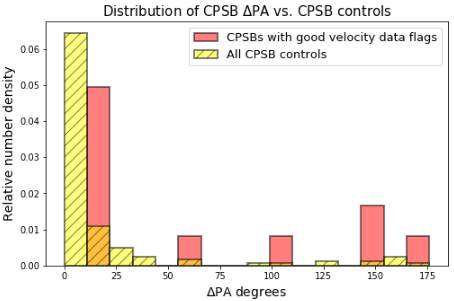 Distribution of CPSB ΔPA vs. CPSB controls
CPSBs with good velocity data flags
All CPSB controls
Relative number density
0.06
0.05
0.04
0.03
0.02
0.01
0.00
0 25 50 75 100 125 150 175
ΔPA degrees